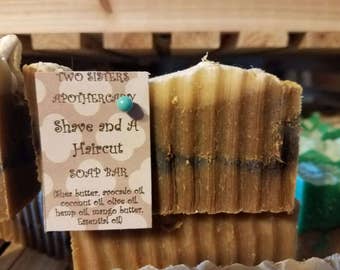 TWO SISTERS
APOTHERCARY
Shave and A
Haircut
SOAP BAR
(Shea butter, avocado oil,
coconut oil, olive oil,
hemp oil, mango butter,
Essential oil)